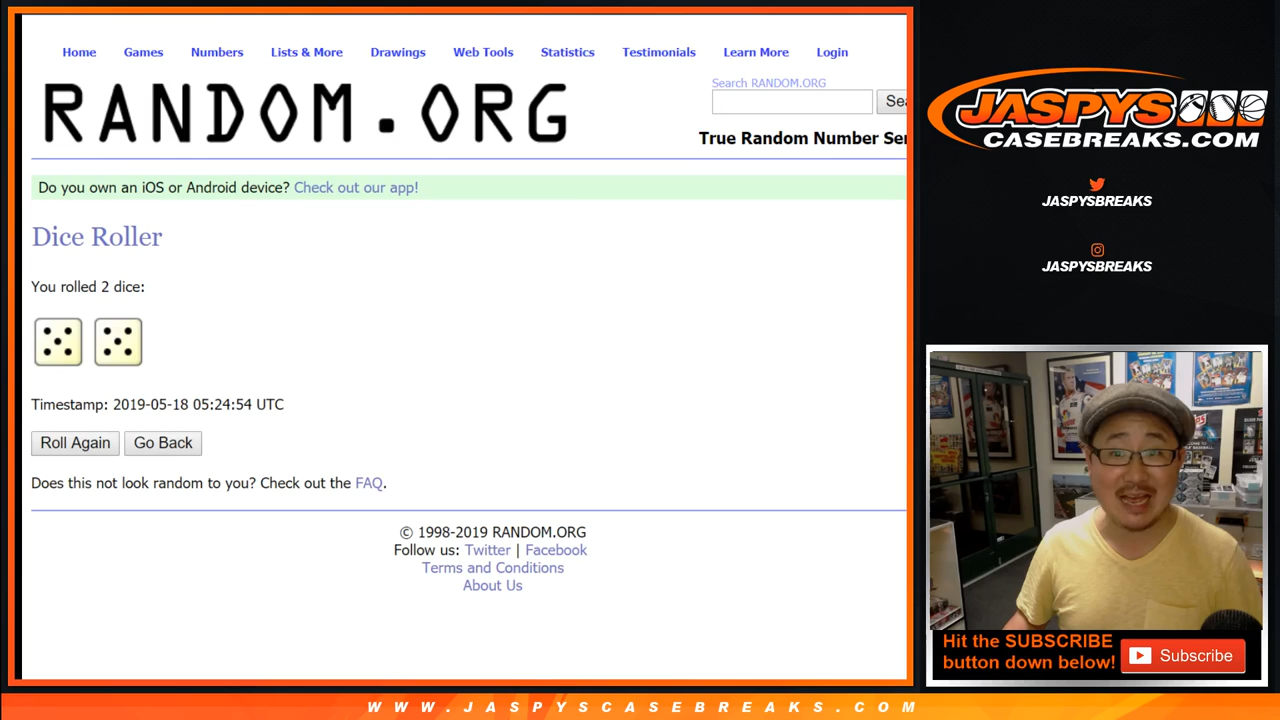 Home Games Numbers Lists & More Drawings Web Tools Statistics Testimonials Learn More Login
RANDOM.ORG
Search RANDOM.ORG
Sea
True Random Number Ser
Do you own an iOS or Android device? Check out our app!
Dice Roller
You rolled 2 dice:
Timestamp: 2019-05-18 05:24:54 UTC
Roll Again Go Back
Does this not look random to you? Check out the FAQ.
© 1998-2019 RANDOM.ORG
Follow us: Twitter | Facebook
Terms and Conditions
About Us
JASPYS
CASEBREAKS.COM
JASPYSBREAKS
JASPYSBREAKS
Hit the SUBSCRIBE
button down below!
Subscribe
WWW.JASPYSCASEBREAKS.COM